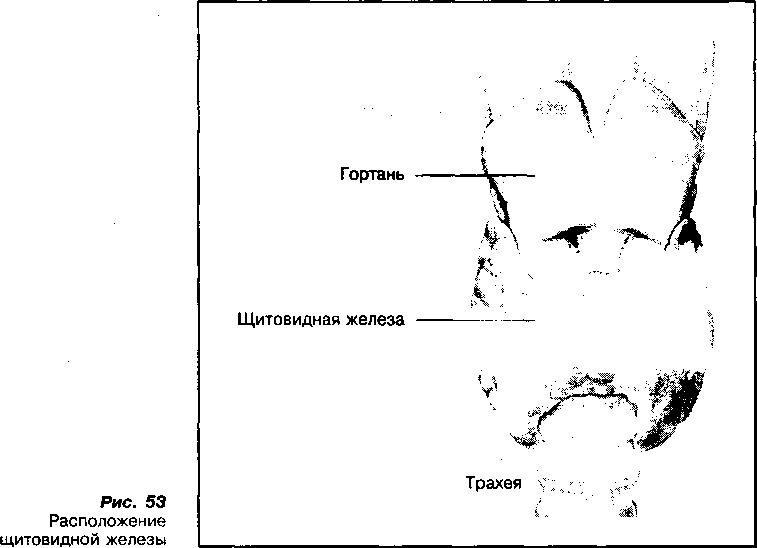 Гортань
Щитовидная железа
Трахея
Рис. 53
Расположение
щитовидной железы